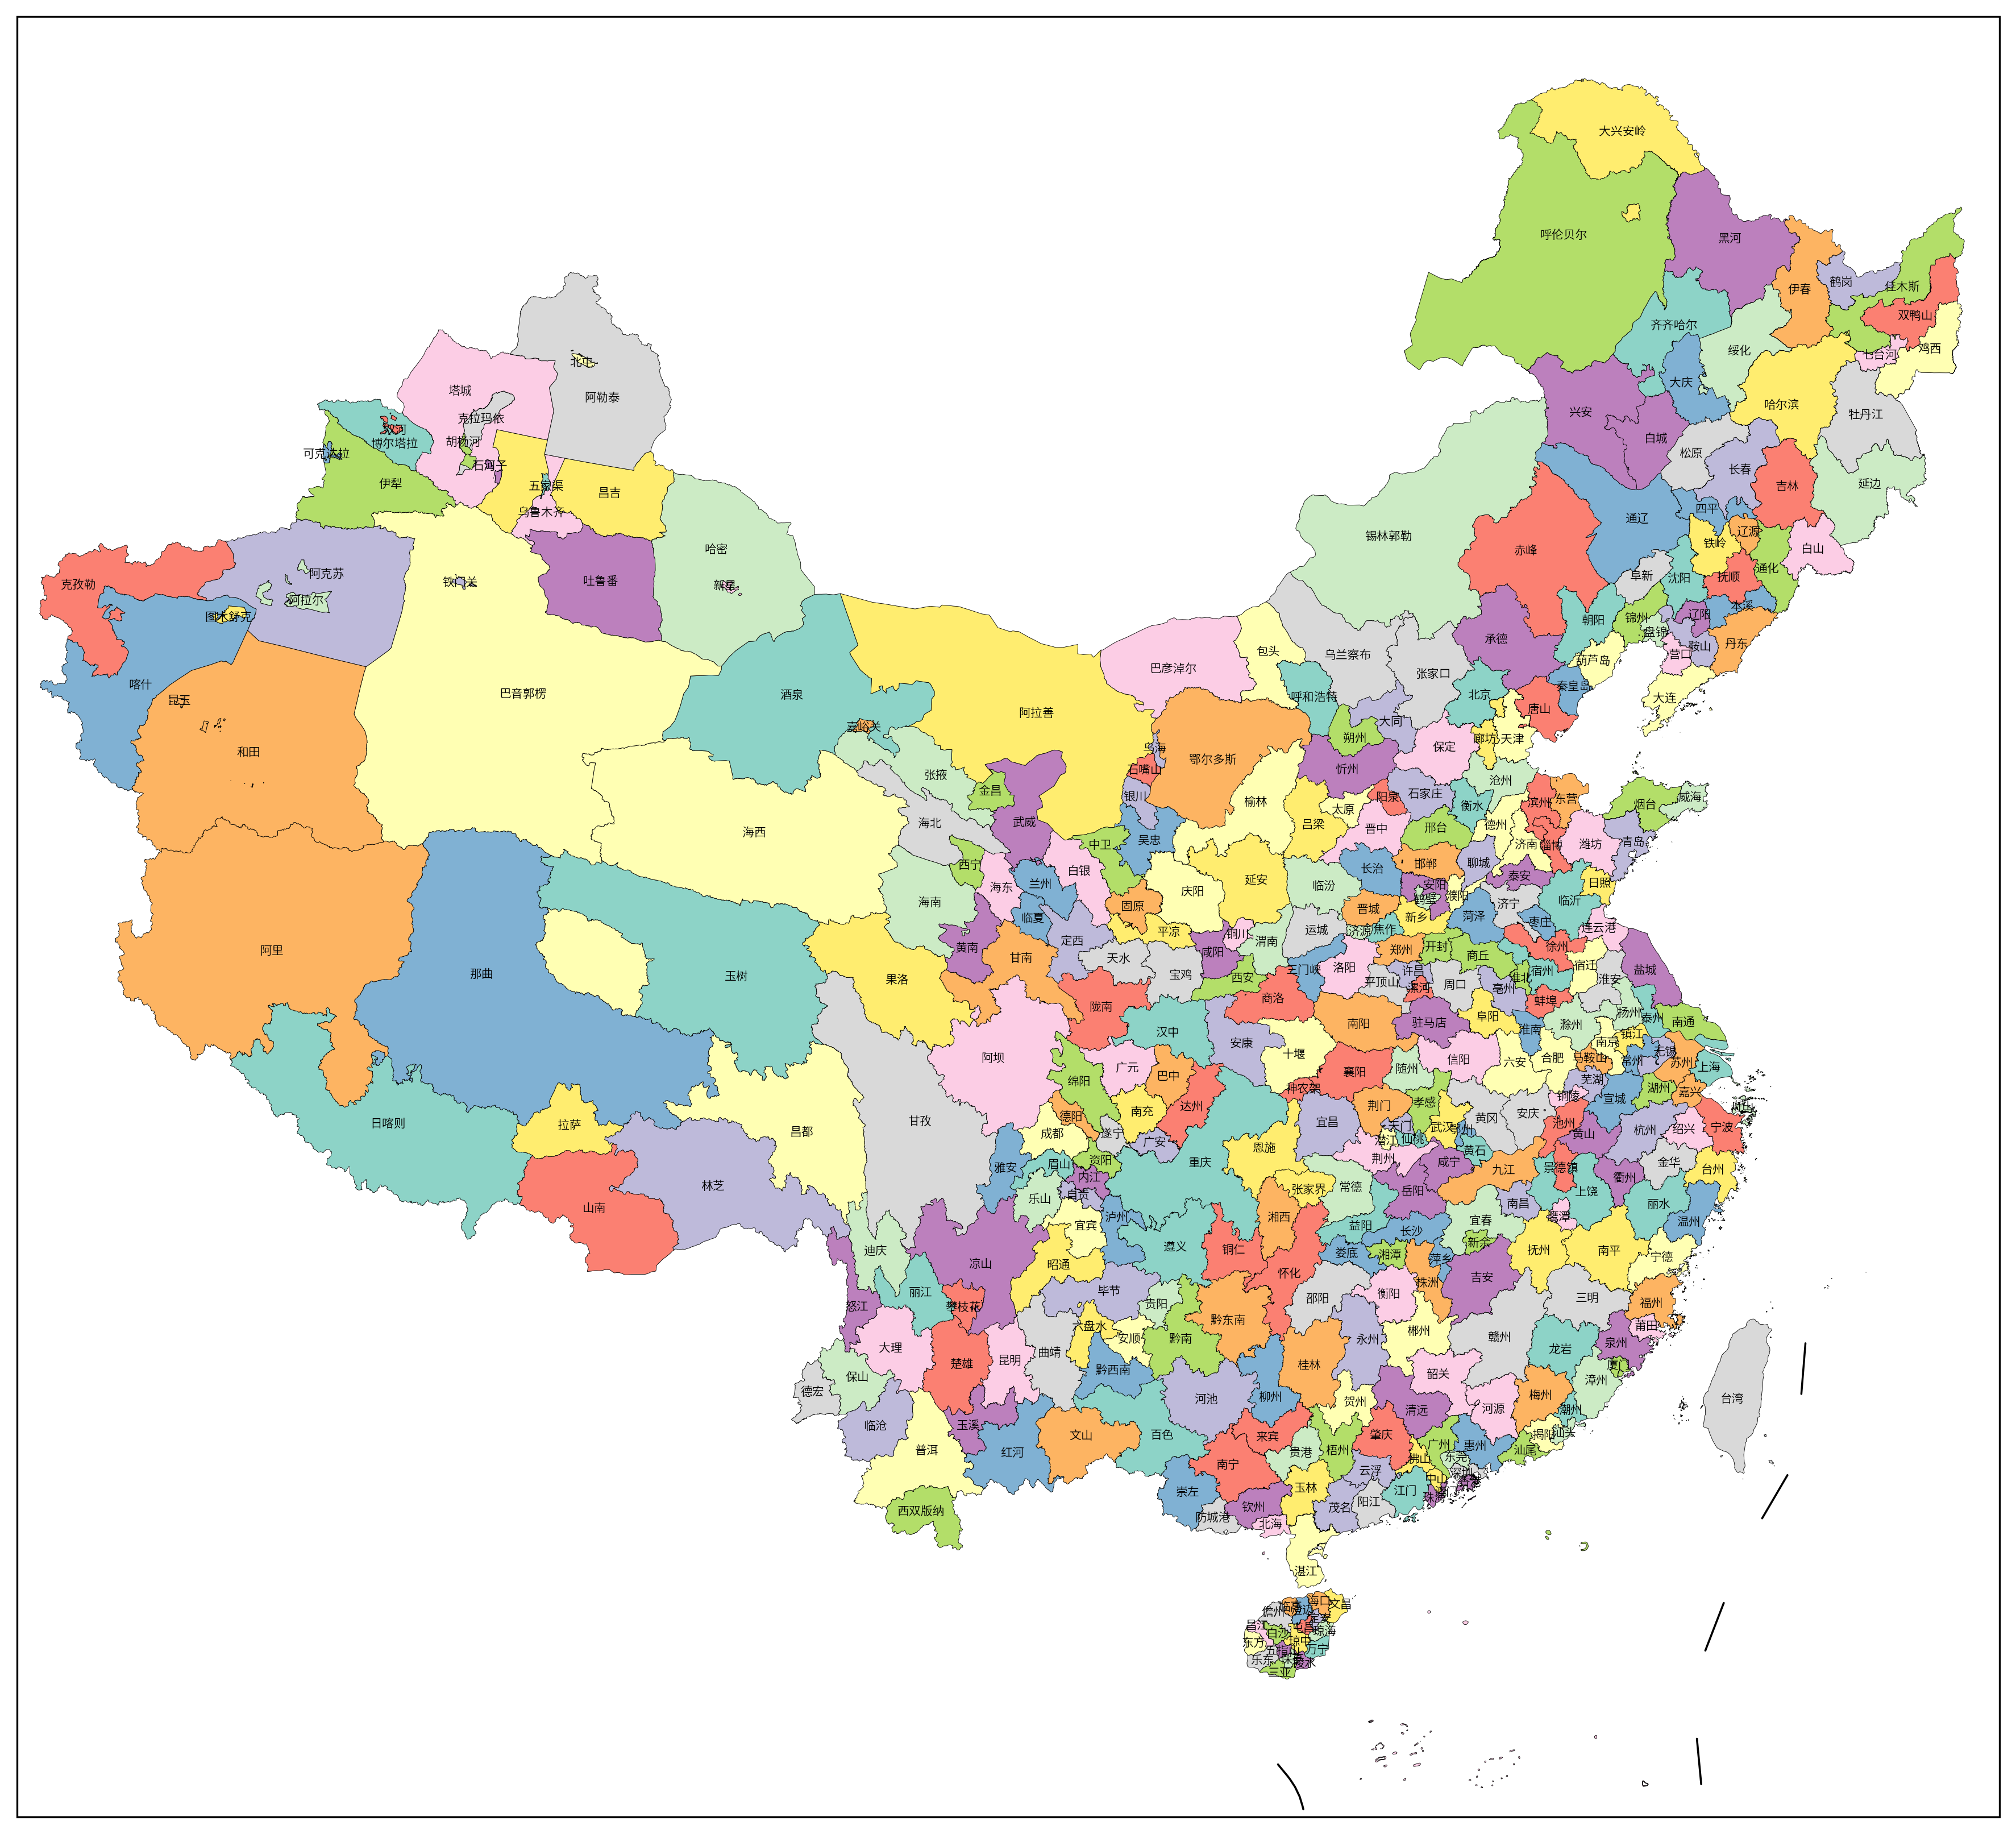 大兴安岭
呼伦贝尔
黑河
鹤岗
佳木斯
伊春
双鸭山
齐齐哈尔
绥化
七台河
鸡西
大庆
哈尔滨
牡丹江
兴安
白城
松原
长春
吉林
延边
北屯
阿勒泰
塔城
克拉玛依
双河
博尔塔拉
胡杨河
可克达拉
石河子
伊犁
五家渠
昌吉
乌鲁木齐
哈密
锡林郭勒
赤峰
通辽
四平
辽源
铁岭
白山
通化
阜新
沈阳
抚顺
本溪
克孜勒
阿克苏
铁门关
吐鲁番
新星
阿拉尔
图木舒克
辽阳
朝阳
锦州
盘锦
鞍山
丹东
营口
承德
葫芦岛
大连
秦皇岛
喀什
昆玉
和田
巴音郭楞
酒泉
嘉峪关
阿拉善
巴彦淖尔
包头
乌兰察布
呼和浩特
张家口
北京
唐山
大同
朔州
保定
廊坊
天津
乌海
鄂尔多斯
石嘴山
忻州
沧州
张掖
金昌
银川
榆林
太原
阳泉
石家庄
衡水
滨州
东营
烟台
威海
海西
海北
武威
中卫
吴忠
吕梁
晋中
邢台
德州
济南
淄博
潍坊
青岛
西宁
海东
兰州
白银
庆阳
延安
临汾
长治
邯郸
聊城
泰安
日照
海南
临夏
固原
安阳
鹤壁
濮阳
济宁
临沂
晋城
新乡
菏泽
枣庄
连云港
黄南
甘南
定西
平凉
铜川
渭南
运城
济源
焦作
咸阳
天水
宝鸡
西安
三门峡
洛阳
郑州
开封
商丘
徐州
宿迁
盐城
阿里
那曲
玉树
果洛
陇南
商洛
平顶山
许昌
漯河
周口
亳州
淮北
宿州
淮安
蚌埠
汉中
安康
南阳
驻马店
阜阳
淮南
滁州
扬州
泰州
南通
镇江
南京
阿坝
广元
巴中
十堰
信阳
六安
合肥
马鞍山
常州
无锡
苏州
上海
绵阳
襄阳
随州
神农架
芜湖
湖州
嘉兴
铜陵
宣城
日喀则
拉萨
昌都
甘孜
德阳
南充
达州
宜昌
荆门
孝感
黄冈
安庆
池州
黄山
杭州
绍兴
宁波
舟山
成都
遂宁
广安
天门
武汉
鄂州
潜江
仙桃
黄石
恩施
雅安
眉山
资阳
重庆
荆州
咸宁
九江
景德镇
金华
台州
林芝
山南
内江
乐山
自贡
张家界
常德
岳阳
南昌
上饶
衢州
丽水
温州
宜宾
泸州
湘西
益阳
长沙
宜春
鹰潭
迪庆
凉山
昭通
遵义
铜仁
娄底
湘潭
萍乡
新余
抚州
南平
宁德
怀化
丽江
怒江
攀枝花
毕节
贵阳
黔东南
邵阳
衡阳
株洲
吉安
三明
福州
大理
楚雄
昆明
曲靖
六盘水
安顺
黔南
永州
郴州
赣州
龙岩
泉州
莆田
厦门
德宏
保山
黔西南
河池
柳州
桂林
韶关
梅州
漳州
台湾
临沧
普洱
玉溪
红河
文山
百色
来宾
贺州
清远
河源
潮州
揭阳
汕头
汕尾
南宁
贵港
梧州
肇庆
广州
惠州
东莞
佛山
深圳
香港
西双版纳
崇左
防城港
钦州
北海
玉林
云浮
茂名
阳江
江门
中山
珠海
澳门
湛江
海口
文昌
儋州
临高
澄迈
定安
昌江
白沙
屯昌
琼海
东方
琼中
五指山
万宁
乐东
保亭
陵水
三亚